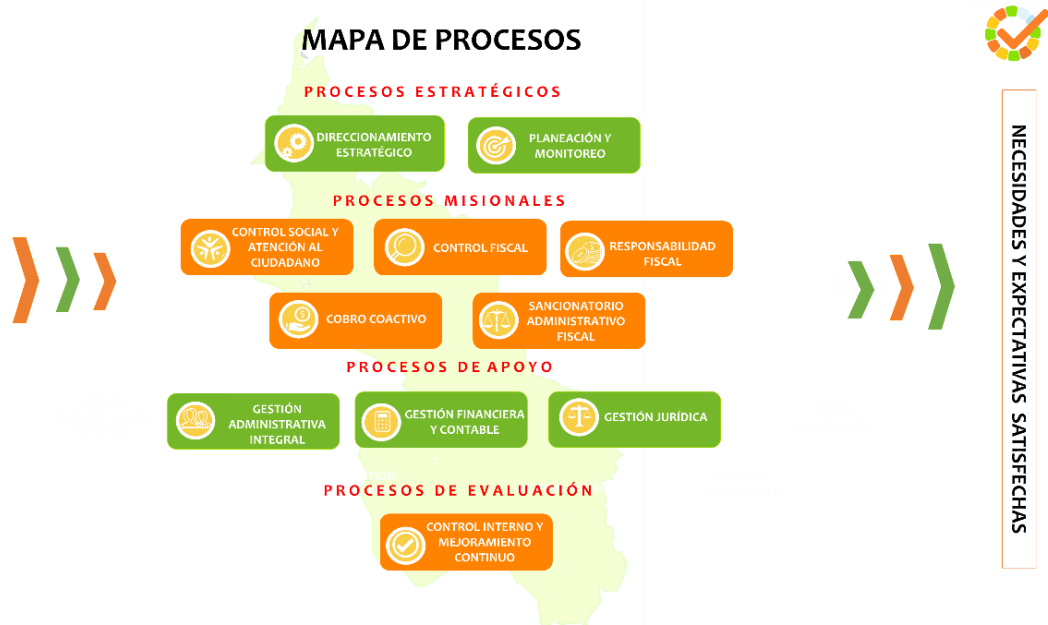 MAPA DE PROCESOS
PROCESOS ESTRATÉGICOS
DIRECCIONAMIENTO
ESTRATÉGICO
PLANEACIÓN Y
MONITOREO
PROCESOS MISIONALES
CONTROL SOCIAL Y
ATENCIÓN AL
CIUDADANO
CONTROL FISCAL
RESPONSABILIDAD
FISCAL
COBRO COACTIVO
SANCIONATORIO
ADMINISTRATIVO
FISCAL
PROCESOS DE APOYO
GESTIÓN
ADMINISTRATIVA
INTEGRAL
GESTIÓN FINANCIERA
Y CONTABLE
GESTIÓN JURÍDICA
PROCESOS DE EVALUACIÓN
CONTROL INTERNO Y
MEJORAMIENTO
CONTINUO
NECESIDADES Y EXPECTATIVAS SATISFECHAS